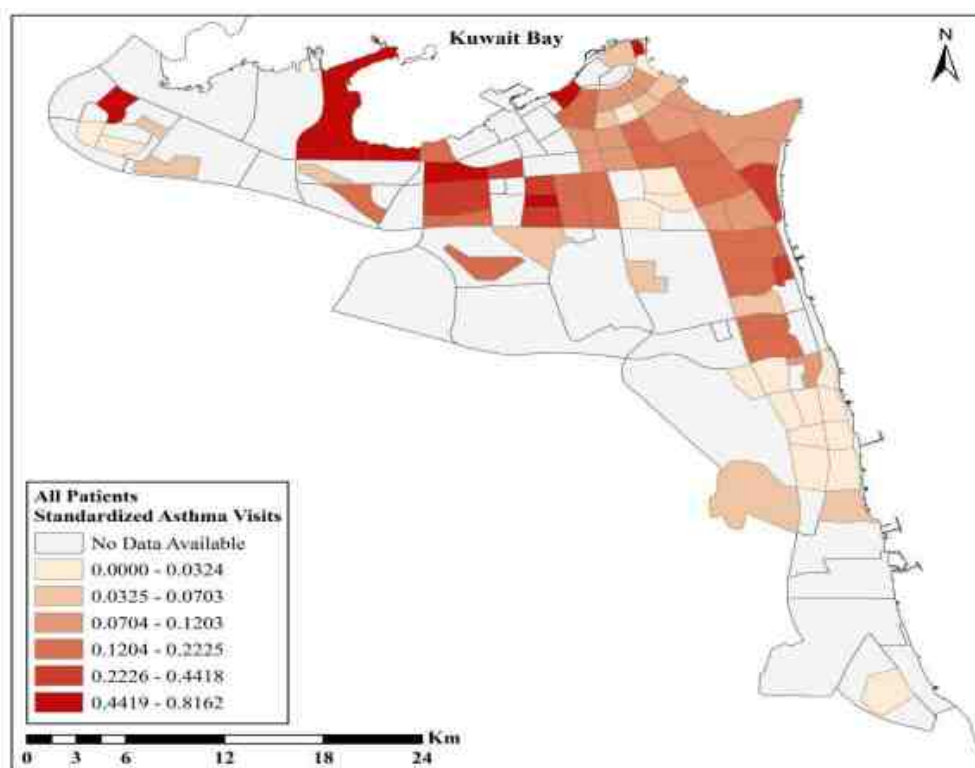 Kuwait Bay
N
All Patients
Standardized Asthma Visits
No Data Available
0.0000 - 0.0324
0.0325 - 0.0703
0.0704 - 0.1203
0.1204 - 0.2225
0.2226 - 0.4418
0.4419 - 0.8162
Km
0 3 6 12 18 24